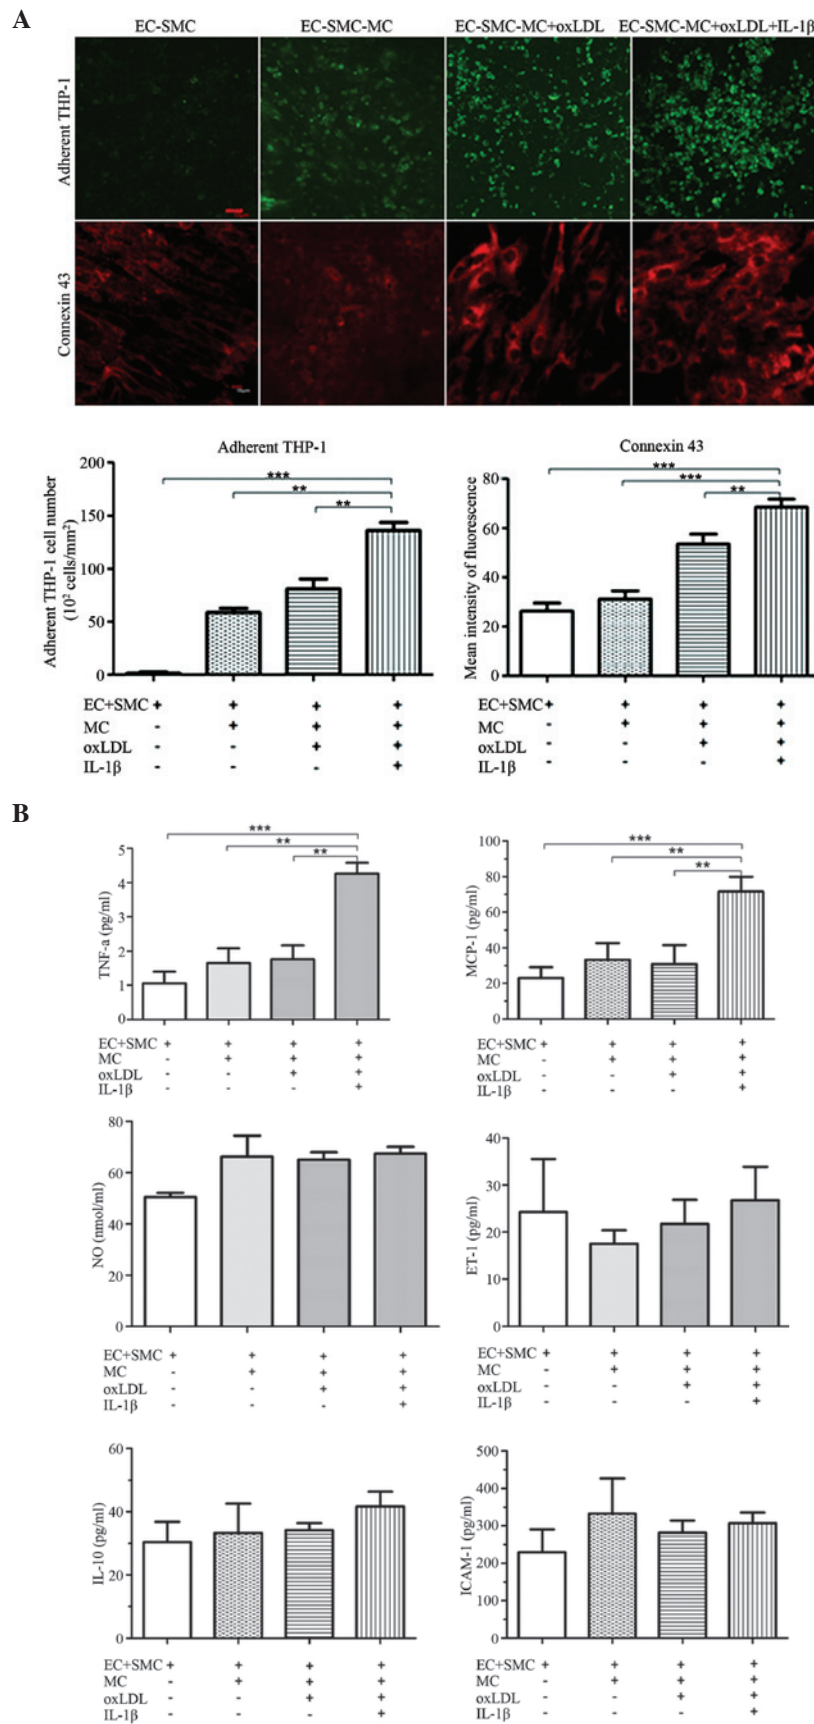 A
EC-SMC EC-SMC-MC EC-SMC-MC+oxLDL EC-SMC-MC+oxLDL+IL-1β
Adherent THP-1
Connexin 43
Adherent THP-1
Adherent THP-1 cell number
(10² cells/mm²)
200
150
100
50
0
***
**
**
EC+SMC + + + +
MC - + + +
oxLDL - - + +
IL-1β - - - +
Connexin 43
Mean intensity of fluorescence
80
60
40
20
0
***
***
**
EC+SMC + + + +
MC - + + +
oxLDL - - + +
IL-1β - - - +
B
TNF-a (pg/ml)
5
4
3
2
1
0
***
**
**
EC+SMC + + + +
MC - + + +
oxLDL - - + +
IL-1β - - - +
MCP-1 (pg/ml)
100
80
60
40
20
0
***
**
**
EC+SMC + + + +
MC - + + +
oxLDL - - + +
IL-1β - - - +
NO (nmol/ml)
80
60
40
20
0
EC+SMC + + + +
MC - + + +
oxLDL - - + +
IL-1β - - - +
ET-1 (pg/ml)
40
30
20
10
0
EC+SMC + + + +
MC - + + +
oxLDL - - + +
IL-1β - - - +
IL-10 (pg/ml)
60
40
20
0
EC+SMC + + + +
MC - + + +
oxLDL - - + +
IL-1β - - - +
ICAM-1 (pg/ml)
500
400
300
200
100
0
EC+SMC + + + +
MC - + + +
oxLDL - - + +
IL-1β - - - +